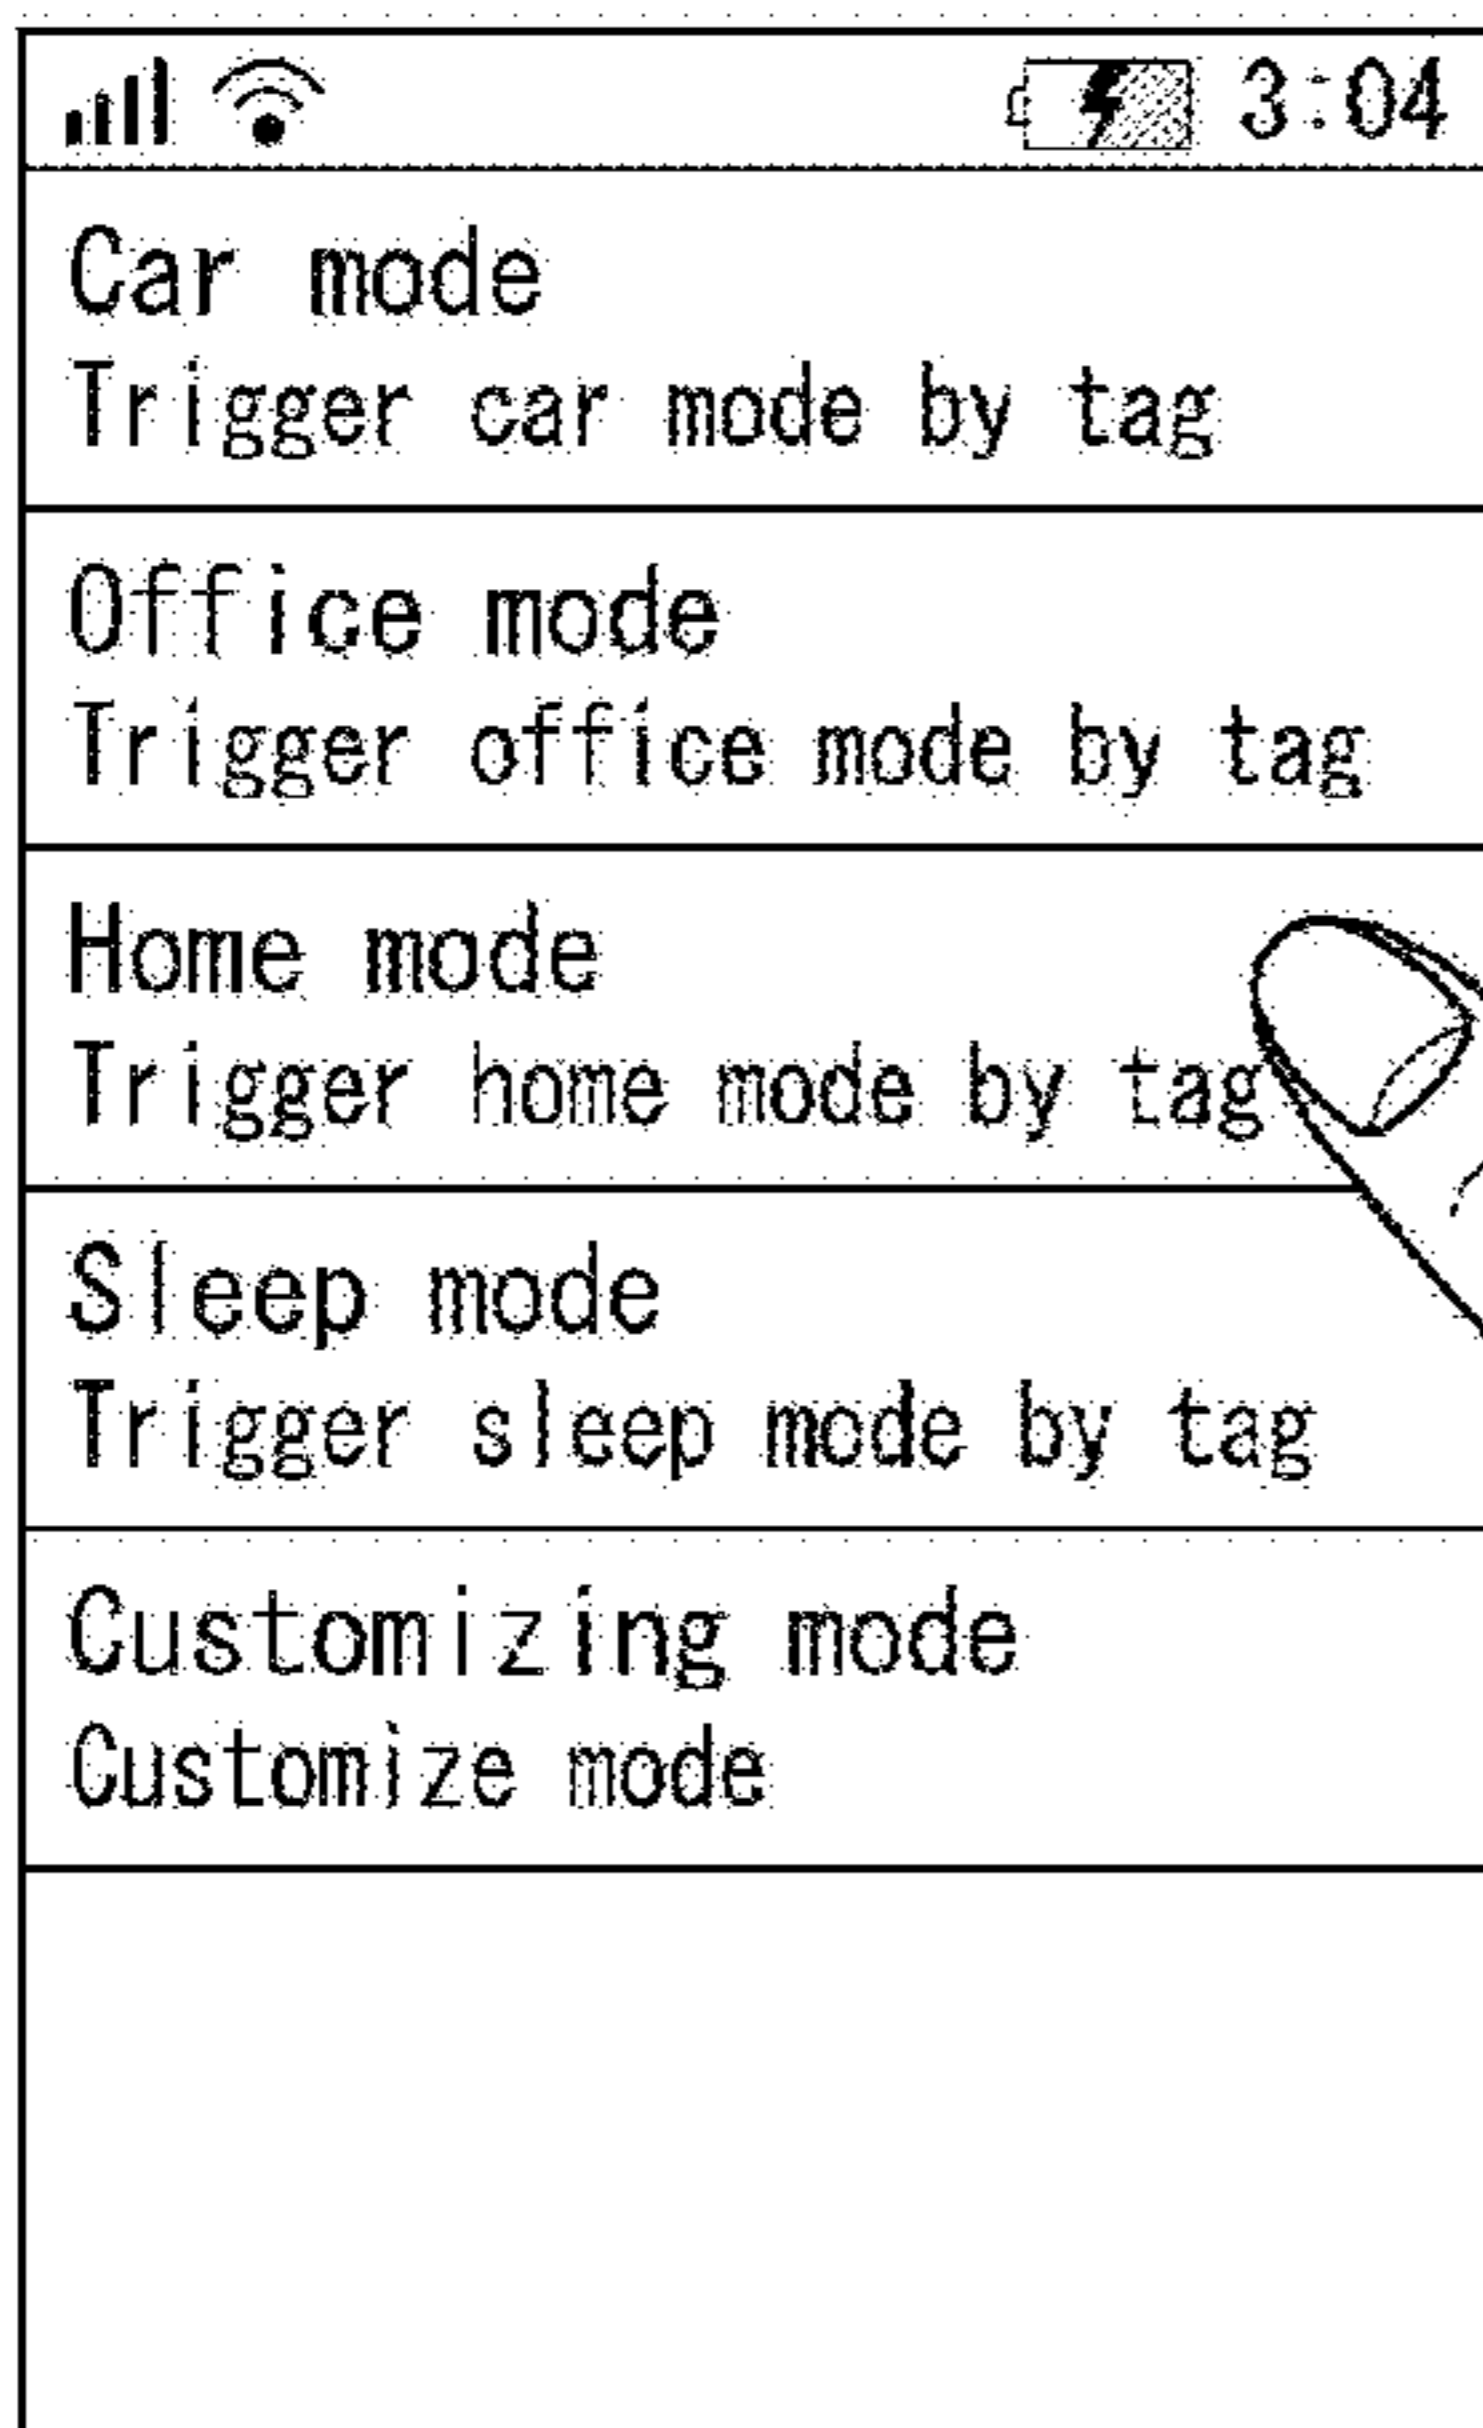 3:04
Car mode
Trigger car mode by tag
Office mode
Trigger office mode by tag
Home mode
Trigger home mode by tag
Sleep mode
Trigger sleep mode by tag
Customizing mode
Customize mode